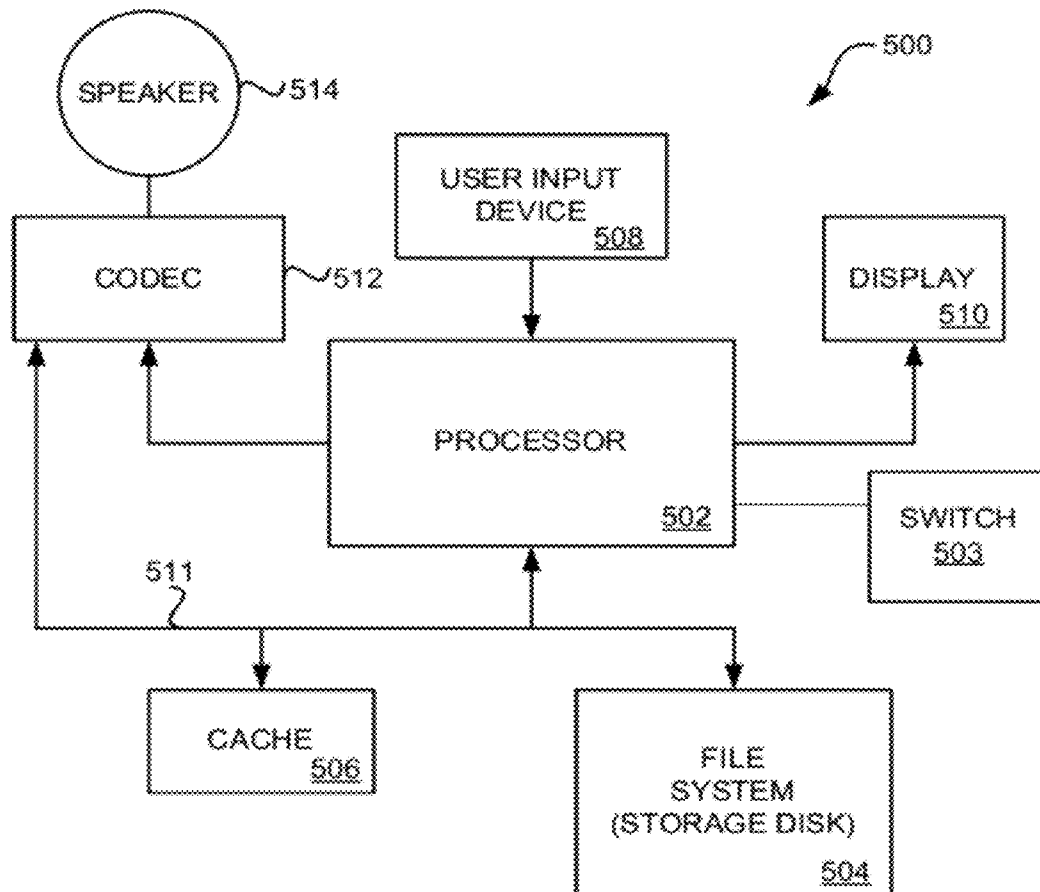 500
SPEAKER
514
USER INPUT
DEVICE
508
CODEC
512
DISPLAY
510
PROCESSOR
502
SWITCH
503
511
CACHE
506
FILE
SYSTEM
(STORAGE DISK)
504